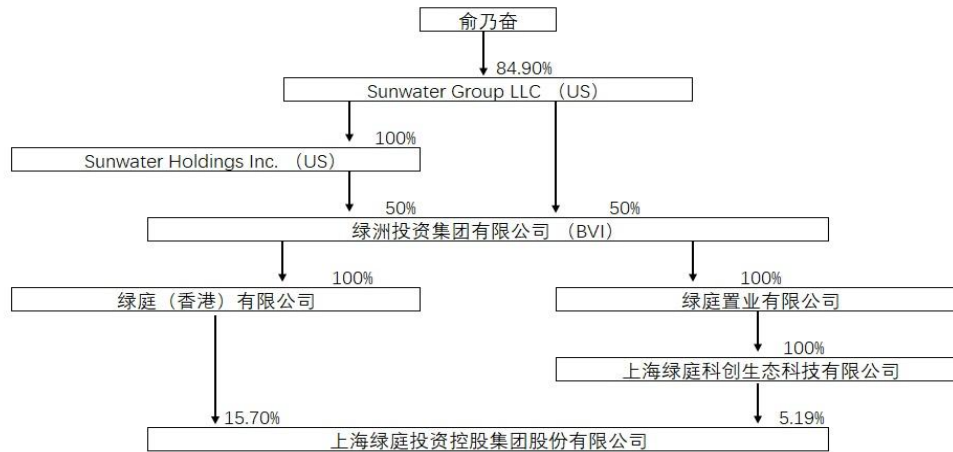 俞乃奋
84.90%
Sunwater Group LLC （US）
100%
Sunwater Holdings Inc. （US）
50%
50%
绿洲投资集团有限公司 （BVI）
100%
100%
绿庭（香港）有限公司
绿庭置业有限公司
100%
上海绿庭科创生态科技有限公司
15.70%
5.19%
上海绿庭投资控股集团股份有限公司